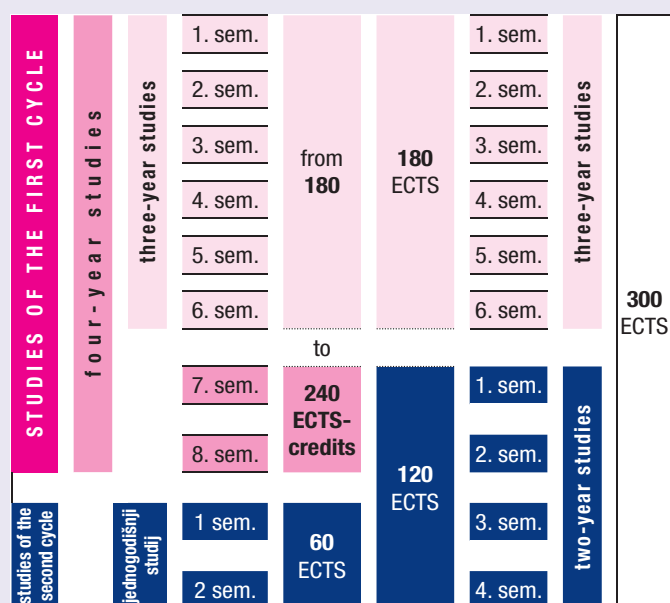 STUDIES OF THE FIRST CYCLE
four-year studies
three-year studies
1. sem.
2. sem.
3. sem.
4. sem.
5. sem.
6. sem.
7. sem.
8. sem.
studies of the
second cycle
jednogodišnji
studij
1 sem.
2 sem.
from
180
to
240
ECTS-
credits
60
ECTS
180
ECTS
120
ECTS
1. sem.
2. sem.
3. sem.
4. sem.
5. sem.
6. sem.
1. sem.
2. sem.
3. sem.
4. sem.
three-year studies
two-year studies
300
ECTS